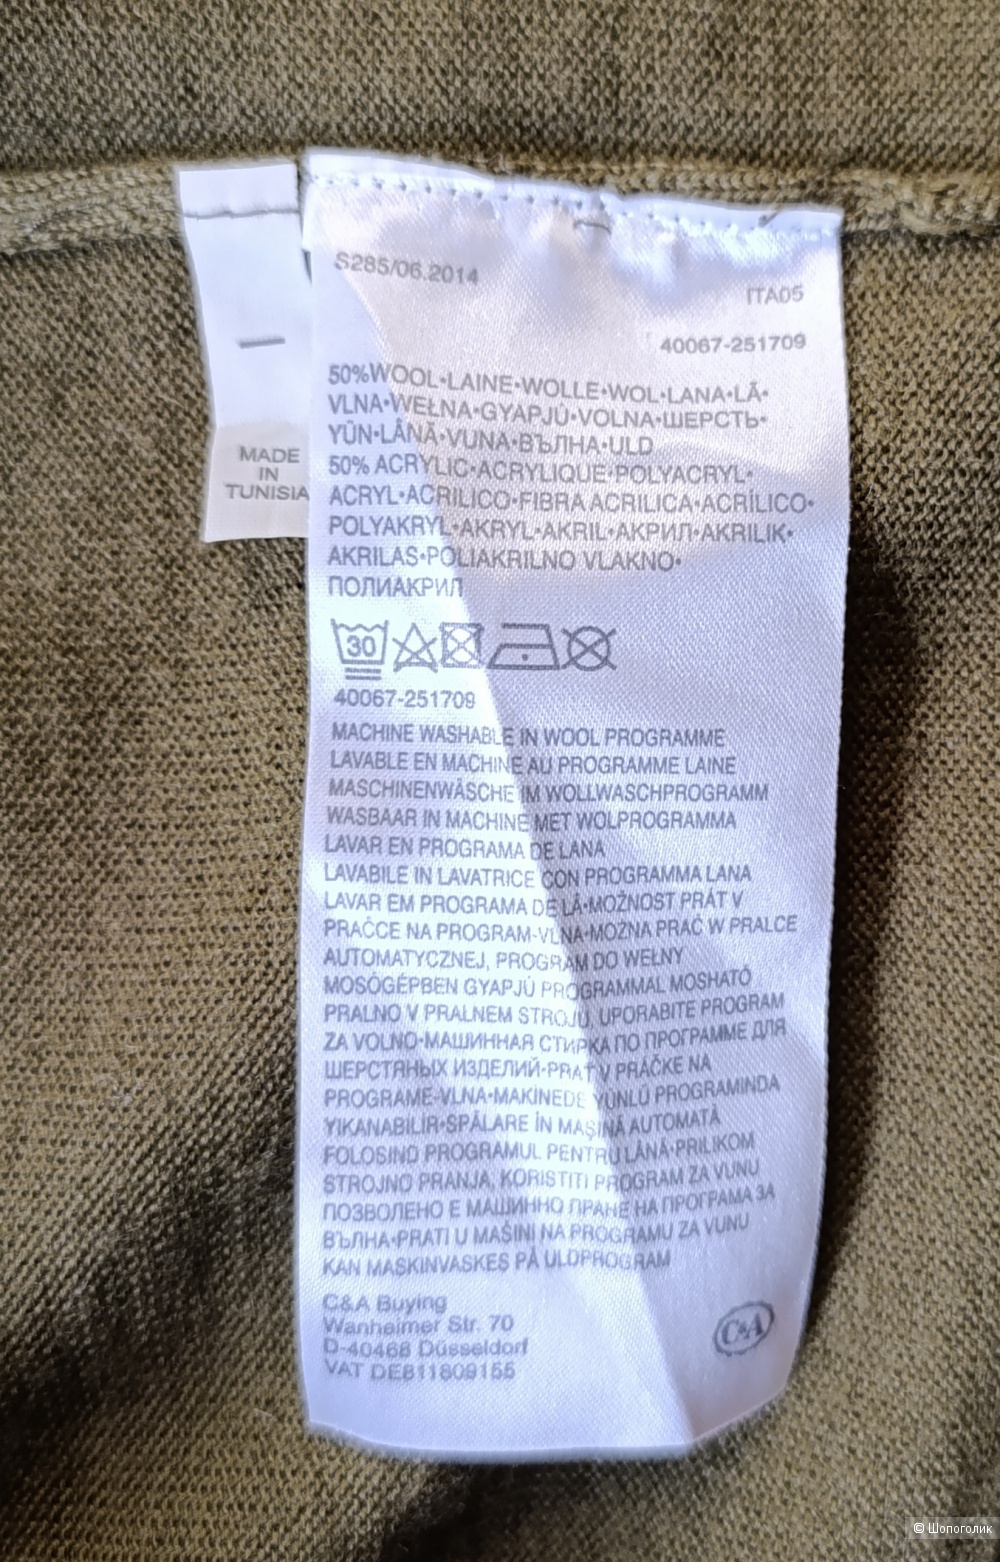 S285/06.2014
ITA05
40067-251709
50%WOOL•LAINE•WOLLE•WOL•LANA•LÃ•
VLNA•WEŁNA•GYAPJÚ•VOLNA•ШЕРСТЬ•
YÜN•LÂNĂ•VUNA•ВЪЛНА•ULD
50% ACRYLIC•ACRYLIQUE•POLYACRYL•
ACRYL•ACRILICO•FIBRA ACRILICA•ACRÍLICO•
POLYAKRYL•AKRYL•AKRIL•АКРИЛ•AKRILIK•
AKRILAS•POLIAKRILNO VLAKNO•
ПОЛИАКРИЛ
MADE
IN
TUNISIA
30
40067-251709
MACHINE WASHABLE IN WOOL PROGRAMME
LAVABLE EN MACHINE AU PROGRAMME LAINE
MASCHINENWÄSCHE IM WOLLWASCHPROGRAMM
WASBAAR IN MACHINE MET WOLPROGRAMMA
LAVAR EN PROGRAMA DE LANA
LAVABILE IN LAVATRICE CON PROGRAMMA LANA
LAVAR EM PROGRAMA DE LÃ•MOŽNOST PRÁT V
PRAČCE NA PROGRAM-VLNA•MOŻNA PRAĆ W PRALCE
AUTOMATYCZNEJ, PROGRAM DO WEŁNY
MOSÓGÉPBEN GYAPJÚ PROGRAMMAL MOSHATÓ
PRALNO V PRALNEM STROJU, UPORABITE PROGRAM
ZA VOLNO•МАШИННАЯ СТИРКА ПО ПРОГРАММЕ ДЛЯ
ШЕРСТЯНЫХ ИЗДЕЛИЙ•PRAŤ V PRÁČKE NA
PROGRAME-VLNA•MAKİNEDE YÜNLÜ PROGRAMINDA
YIKANABİLİR•SPĂLARE ÎN MAŞINĂ AUTOMATĂ
FOLOSIND PROGRAMUL PENTRU LÂNĂ•PRILIKOM
STROJNO PRANJA, KORISTITI PROGRAM ZA VUNU
ПОЗВОЛЕНО Е МАШИННО ПРАНЕ НА ПРОГРАМА ЗА
ВЪЛНА•PRATI U MAŠINI NA PROGRAMU ZA VUNU
KAN MASKINVASKES PÅ ULDPROGRAM
C&A Buying
Wanheimer Str. 70
D-40468 Düsseldorf
VAT DE811809155
C&A
© Шопоголик